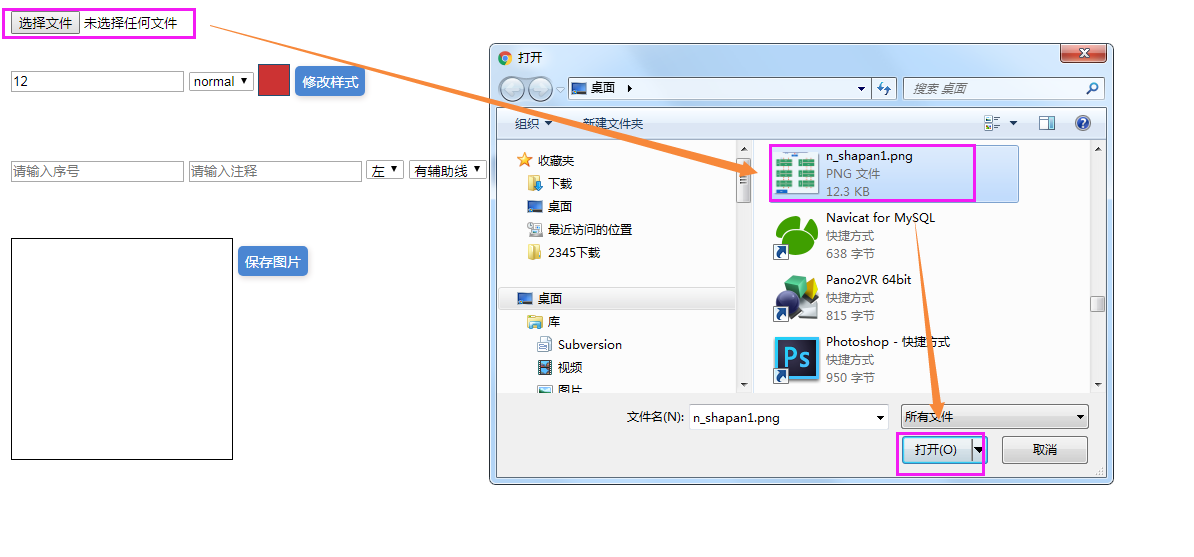 选择文件 未选择任何文件
12 normal 修改样式
请输入序号 请输入注释 左 有辅助线
保存图片
打开
桌面 搜索 桌面
组织 新建文件夹
收藏夹
下载
桌面
最近访问的位置
2345下载
桌面
库
Subversion
视频
图片
n_shapan1.png
PNG 文件
12.3 KB
Navicat for MySQL
快捷方式
638 字节
Pano2VR 64bit
快捷方式
815 字节
Ps
Photoshop - 快捷方式
快捷方式
950 字节
文件名(N): n_shapan1.png 所有文件
打开(O) 取消